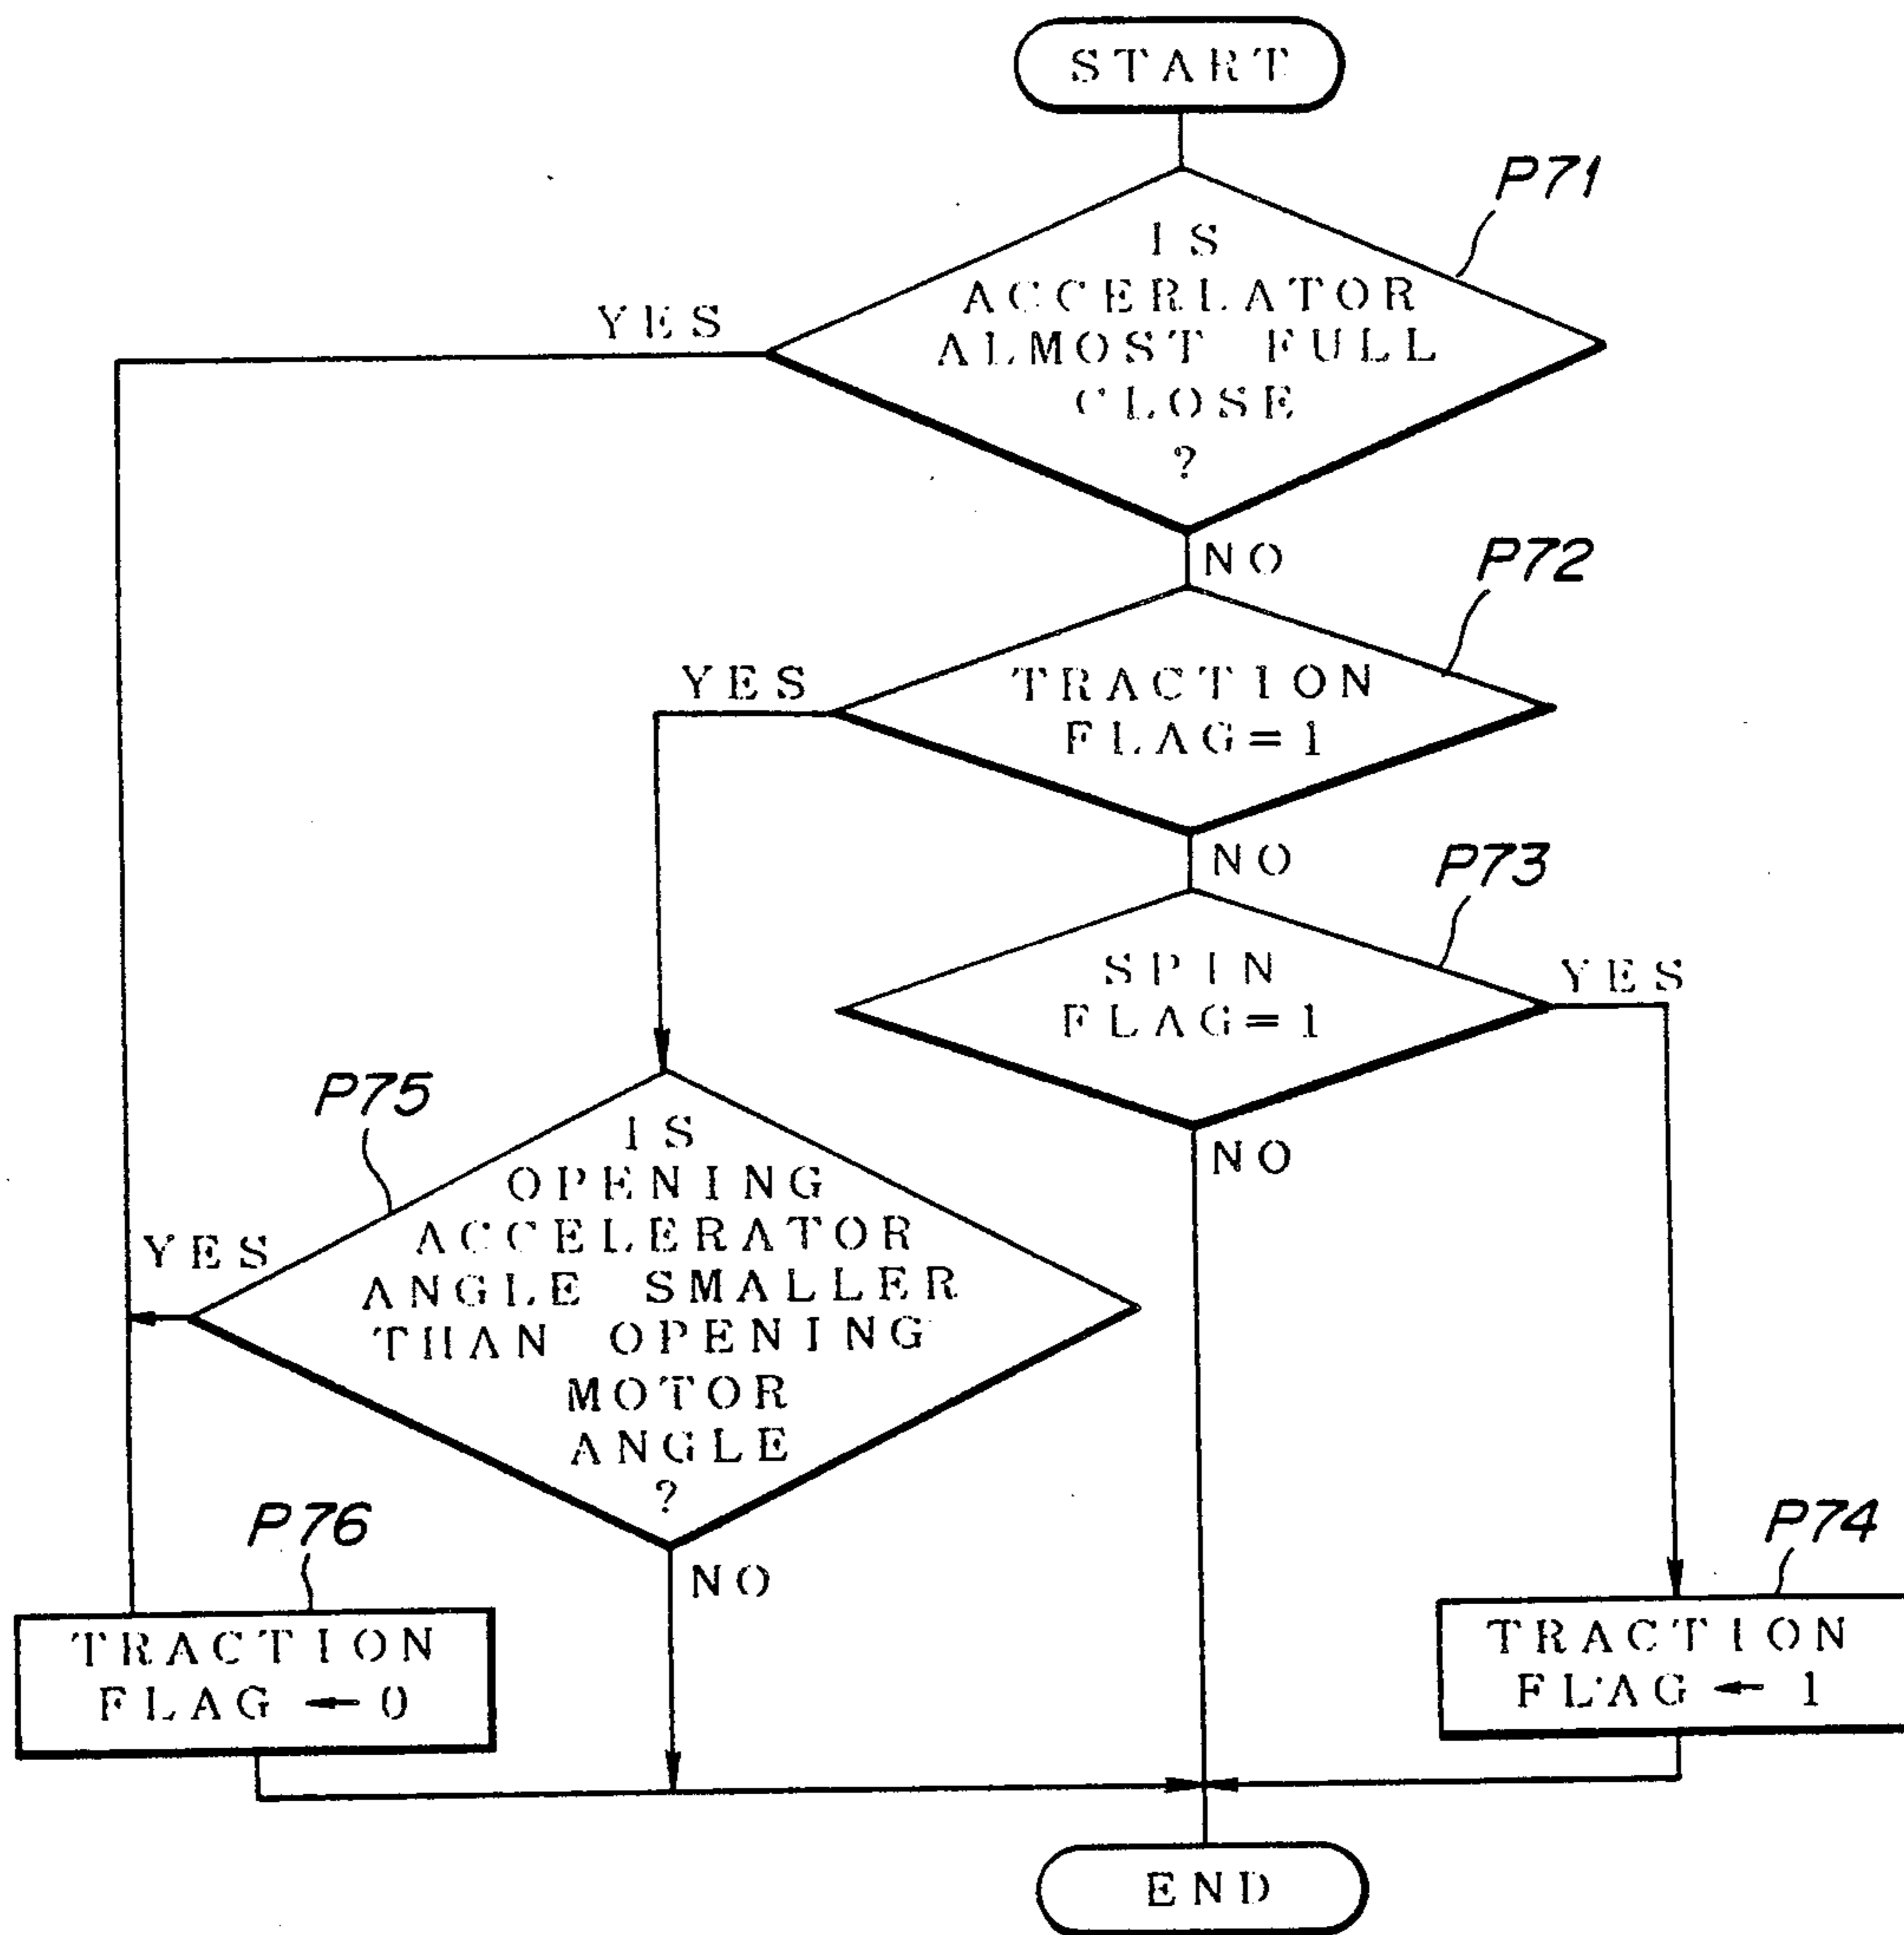 START
P71
IS
ACCERLATOR
ALMOST FULL
CLOSE
?
YES
NO
P72
TRACTION
FLAG=1
YES
NO
P73
SPIN
FLAG=1
YES
NO
P75
IS
OPENING
ACCELERATOR
ANGLE SMALLER
THAN OPENING
MOTOR
ANGLE
?
YES
NO
P76
TRACTION
FLAG ← 0
P74
TRACTION
FLAG ← 1
END